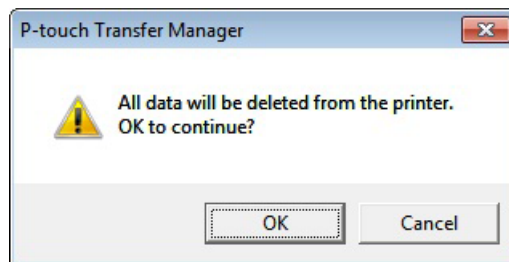 P-touch Transfer Manager
All data will be deleted from the printer.
OK to continue?
OK
Cancel